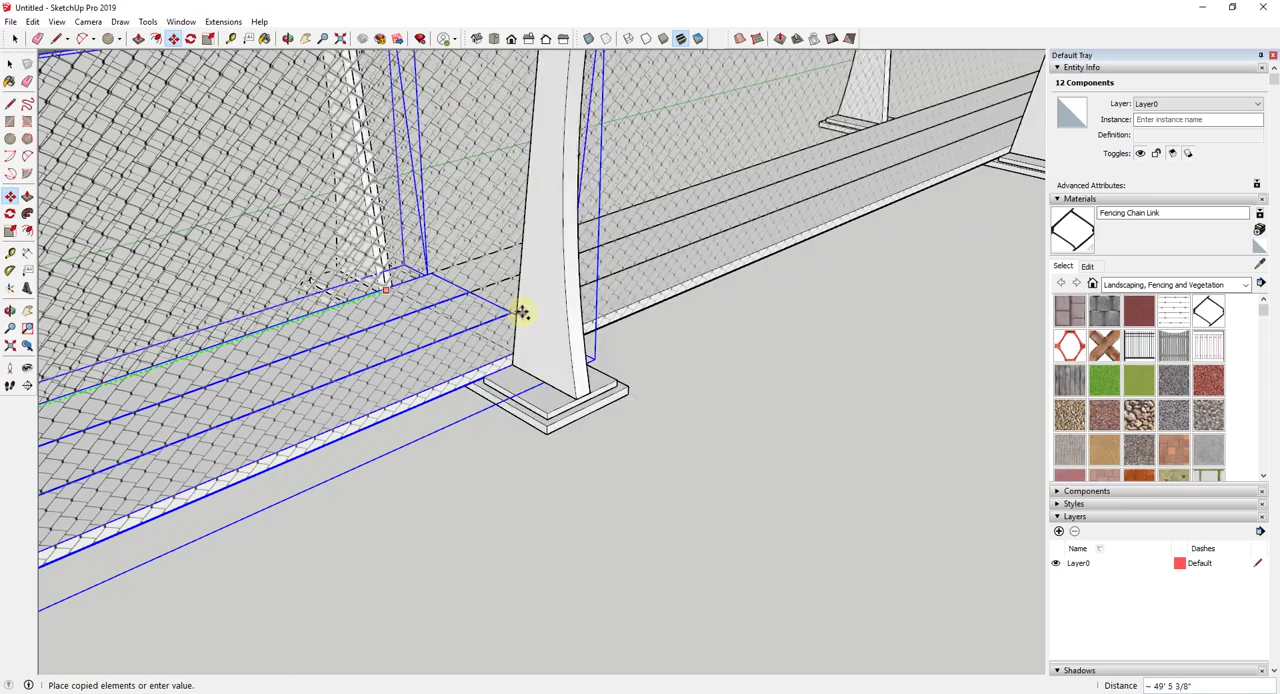 Untitled - SketchUp Pro 2019
File Edit View Camera Draw Tools Window Extensions Help
Default Tray
Entity Info
12 Components
Layer: Layer0
Instance: Enter instance name
Definition:
Toggles:
Advanced Attributes:
Materials
Fencing Chain Link
Select Edit
Landscaping, Fencing and Vegetation
Components
Styles
Layers
Name Dashes
Layer0 Default
Shadows
Place copied elements or enter value.
Distance ~ 49' 5 3/8"